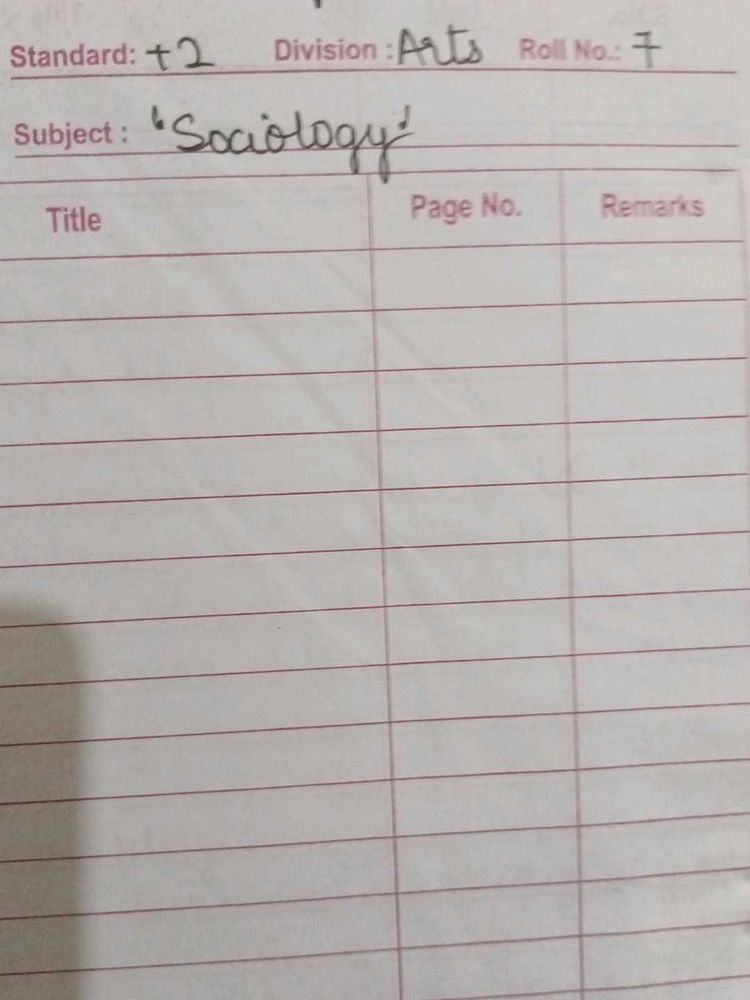 Standard: +2 Division : Arts Roll No.: 7
Subject : 'Sociology'
Title Page No. Remarks